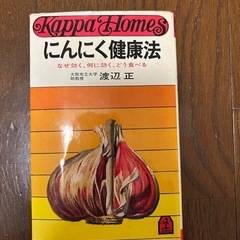 Kappa Homes
にんにく健康法
なぜ効く、何に効く、どう食べる
大阪市立大学
助教授
渡辺 正